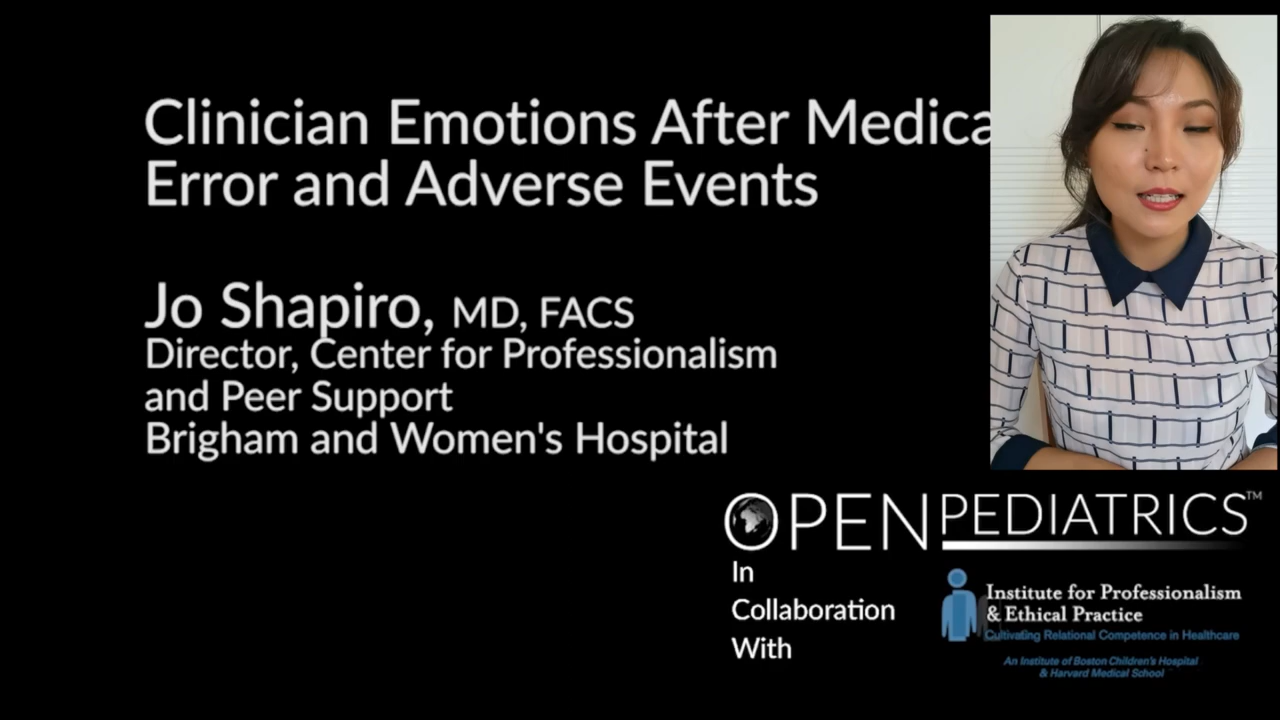 Clinician Emotions After Medica
Error and Adverse Events
Jo Shapiro, MD, FACS
Director, Center for Professionalism
and Peer Support
Brigham and Women's Hospital
OPENPEDIATRICS™
In
Collaboration
With
Institute for Professionalism
& Ethical Practice
Cultivating Relational Competence in Healthcare
An Institute of Boston Children's Hospital
& Harvard Medical School